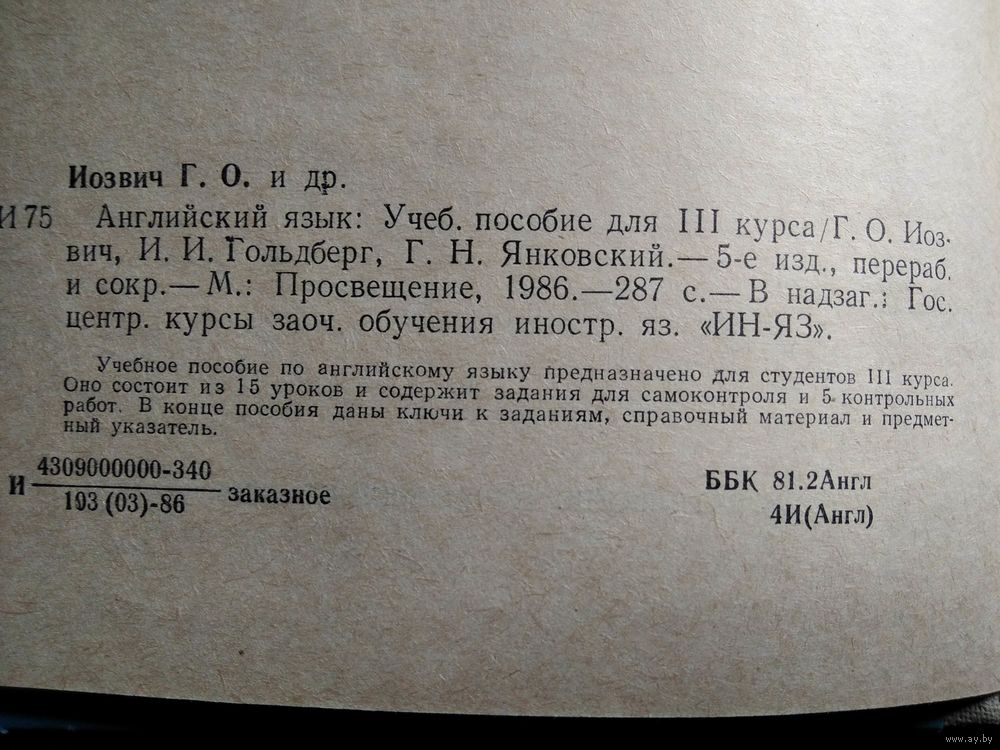 Иозвич Г. О. и др.
И 75 Английский язык: Учеб. пособие для III курса/Г. О. Иоз-
вич, И. И. Гольдберг, Г. Н. Янковский.— 5-е изд., перераб.
и сокр.— М.: Просвещение, 1986.—287 с.— В надзаг.: Гос.
центр. курсы заоч. обучения иностр. яз. «ИН-ЯЗ».
Учебное пособие по английскому языку предназначено для студентов III курса.
Оно состоит из 15 уроков и содержит задания для самоконтроля и 5 контрольных
работ. В конце пособия даны ключи к заданиям, справочный материал и предмет-
ный указатель.
4309000000-340
И
103 (03)-86
заказное
ББК 81.2Англ
4И(Англ)
www.ay.by